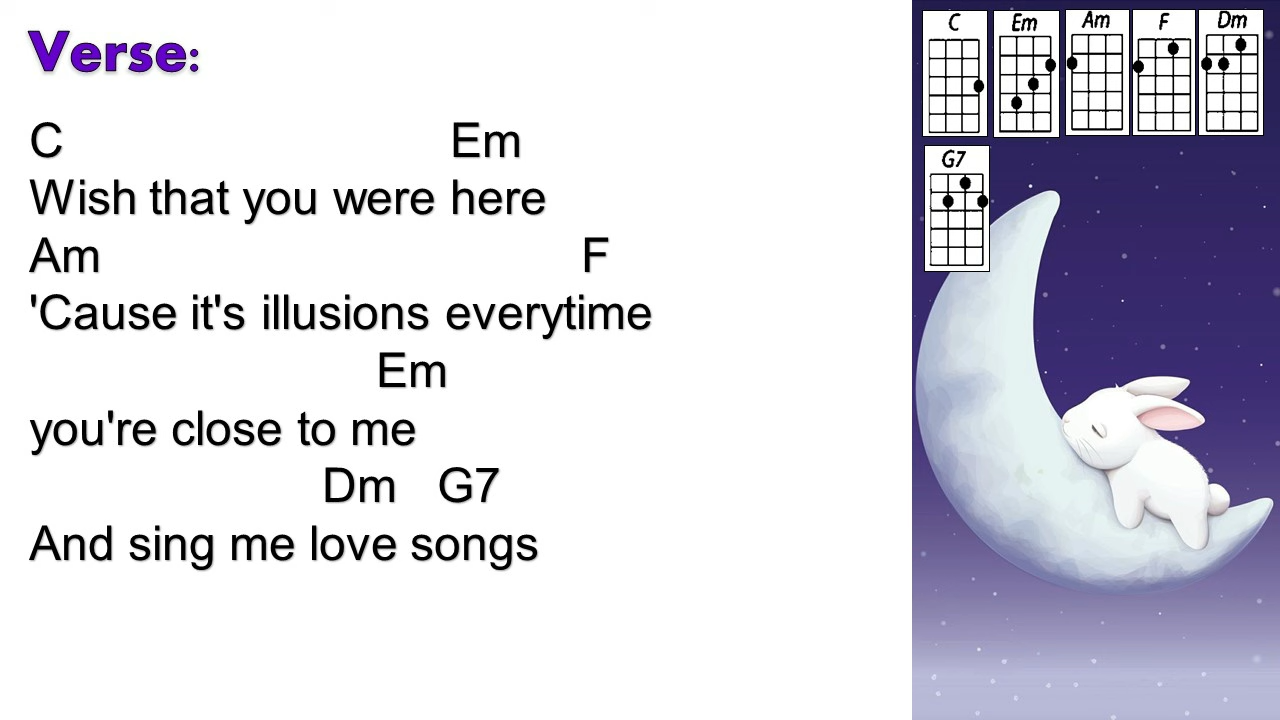 Verse:
C Em
Wish that you were here
Am F
'Cause it's illusions everytime
Em
you're close to me
Dm G7
And sing me love songs
C Em Am F Dm
G7